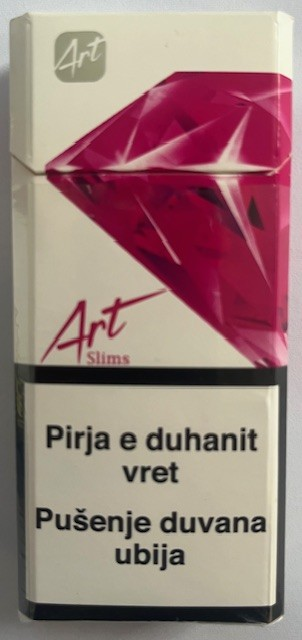 Art
Art
Slims
Pirja e duhanit
vret
Pušenje duvana
ubija